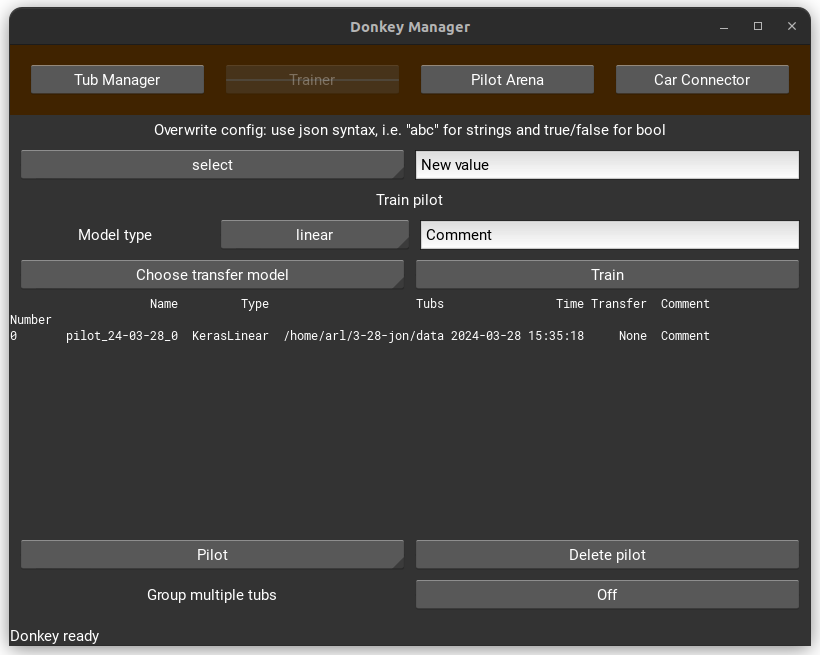 Donkey Manager
Tub Manager Trainer Pilot Arena Car Connector
Overwrite config: use json syntax, i.e. "abc" for strings and true/false for bool
select New value
Train pilot
Model type linear Comment
Choose transfer model Train
Name Type Tubs Time Transfer Comment
Number
0 pilot_24-03-28_0 KerasLinear /home/arl/3-28-jon/data 2024-03-28 15:35:18 None Comment
Pilot Delete pilot
Group multiple tubs Off
Donkey ready